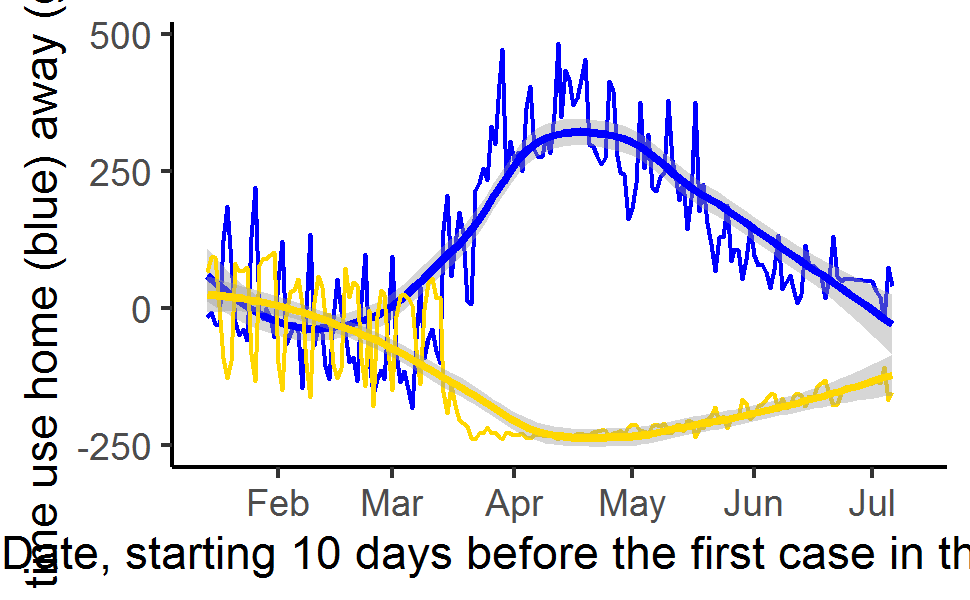 time use home (blue) away (
500
250
0
-250
Feb Mar Apr May Jun Jul
Date, starting 10 days before the first case in th